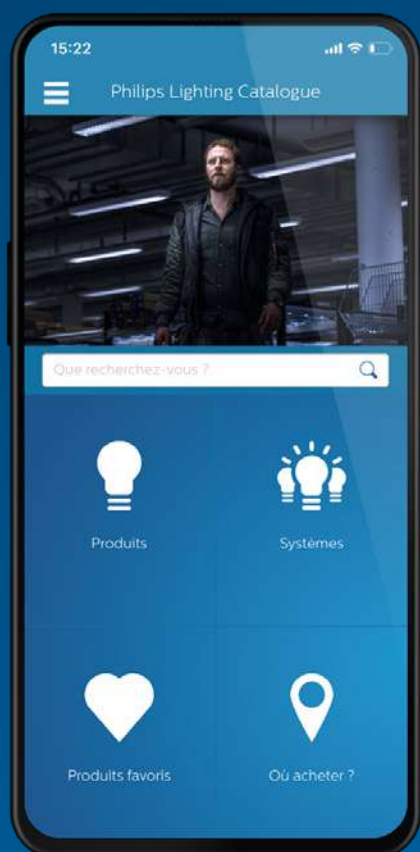 15:22
Philips Lighting Catalogue
Que recherchez-vous ?
Produits
Systèmes
Produits favoris
Où acheter ?